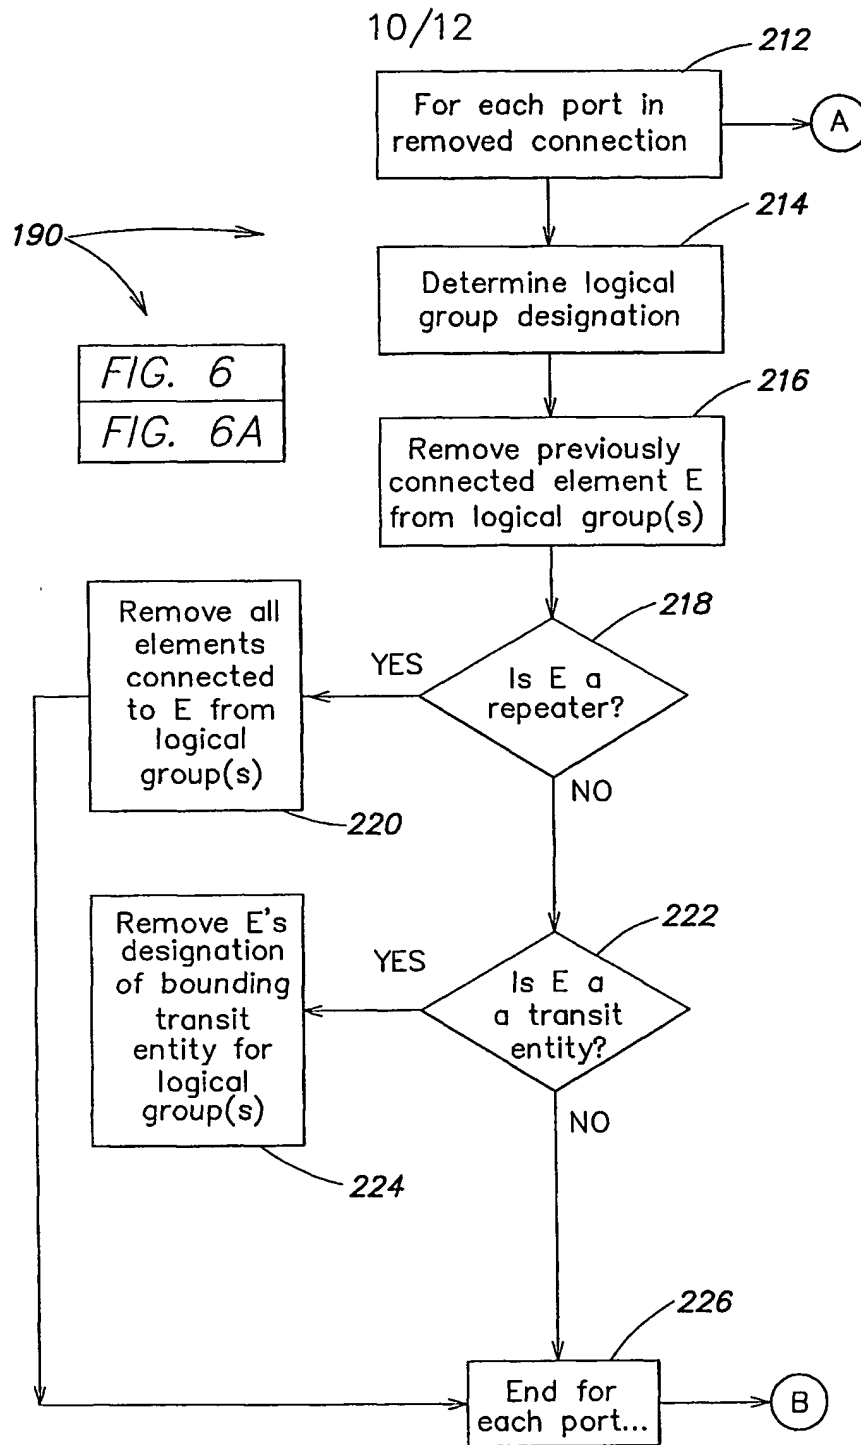 10/12
212
For each port in
removed connection
A
214
190
Determine logical
group designation
FIG. 6
FIG. 6A
216
Remove previously
connected element E
from logical group(s)
218
Remove all
elements
connected
to E from
logical
group(s)
YES
Is E a
repeater?
NO
220
222
Remove E's
designation
of bounding
transit
entity for
logical
group(s)
YES
Is E a
a transit
entity?
NO
224
226
End for
each port...
B